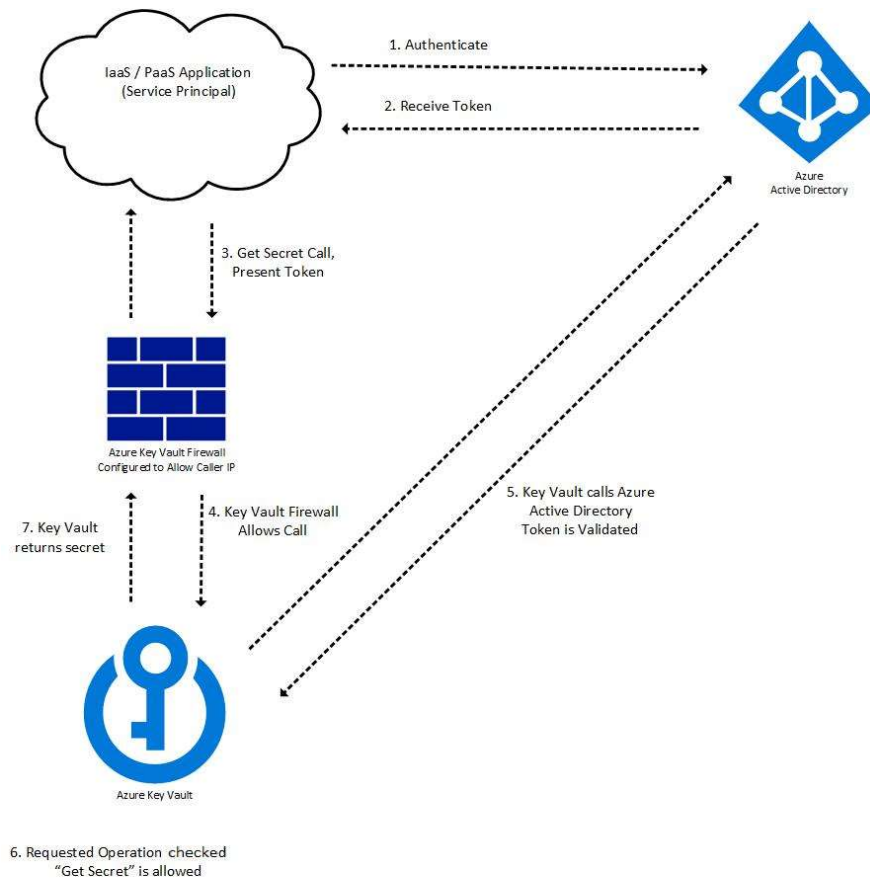 1. Authenticate
IaaS / PaaS Application
(Service Principal)
2. Receive Token
Azure
Active Directory
3. Get Secret Call,
Present Token
Azure Key Vault Firewall
Configured to Allow Caller IP
5. Key Vault calls Azure
Active Directory
Token is Validated
4. Key Vault Firewall
Allows Call
7. Key Vault
returns secret
Azure Key Vault
6. Requested Operation checked
“Get Secret” is allowed